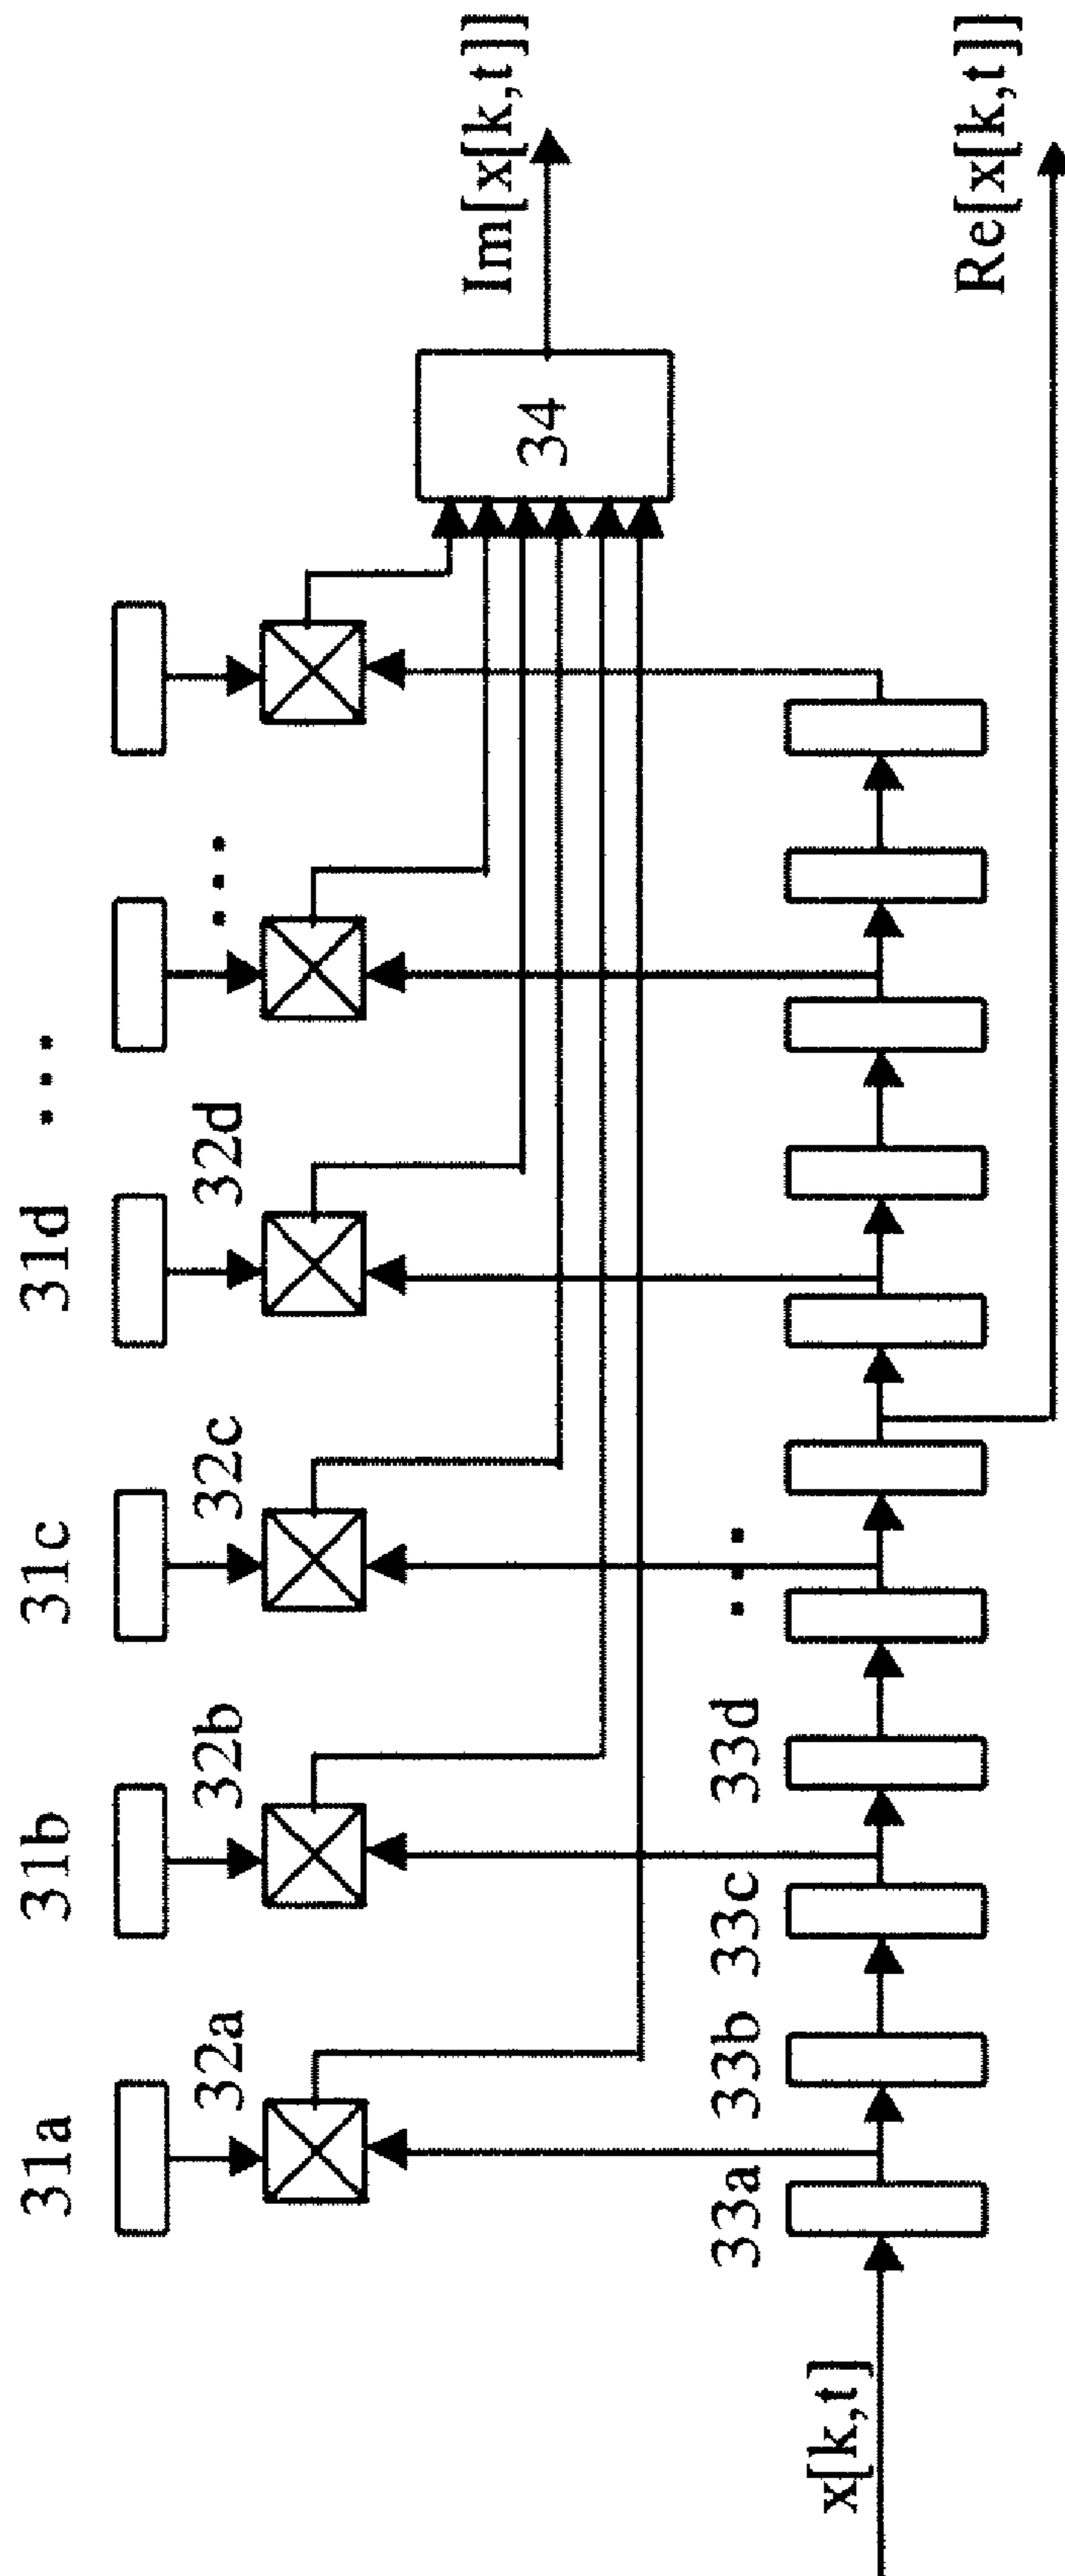 31a 31b 31c 31d ...
32a 32b 32c 32d ...
34
Im[x[k,t]]
33a 33b 33c 33d ...
x[k,t]
Re[x[k,t]]